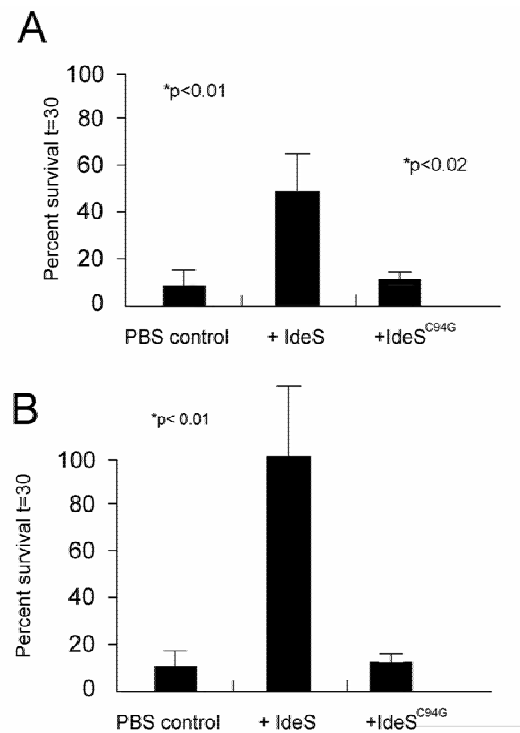 A
Percent survival t=30
100
80
60
40
20
0
*p<0.01
*p<0.02
PBS control
+ IdeS
+IdeS^C94G
B
Percent survival t=30
100
80
60
40
20
0
*p< 0.01
PBS control
+ IdeS
+IdeS^C94G